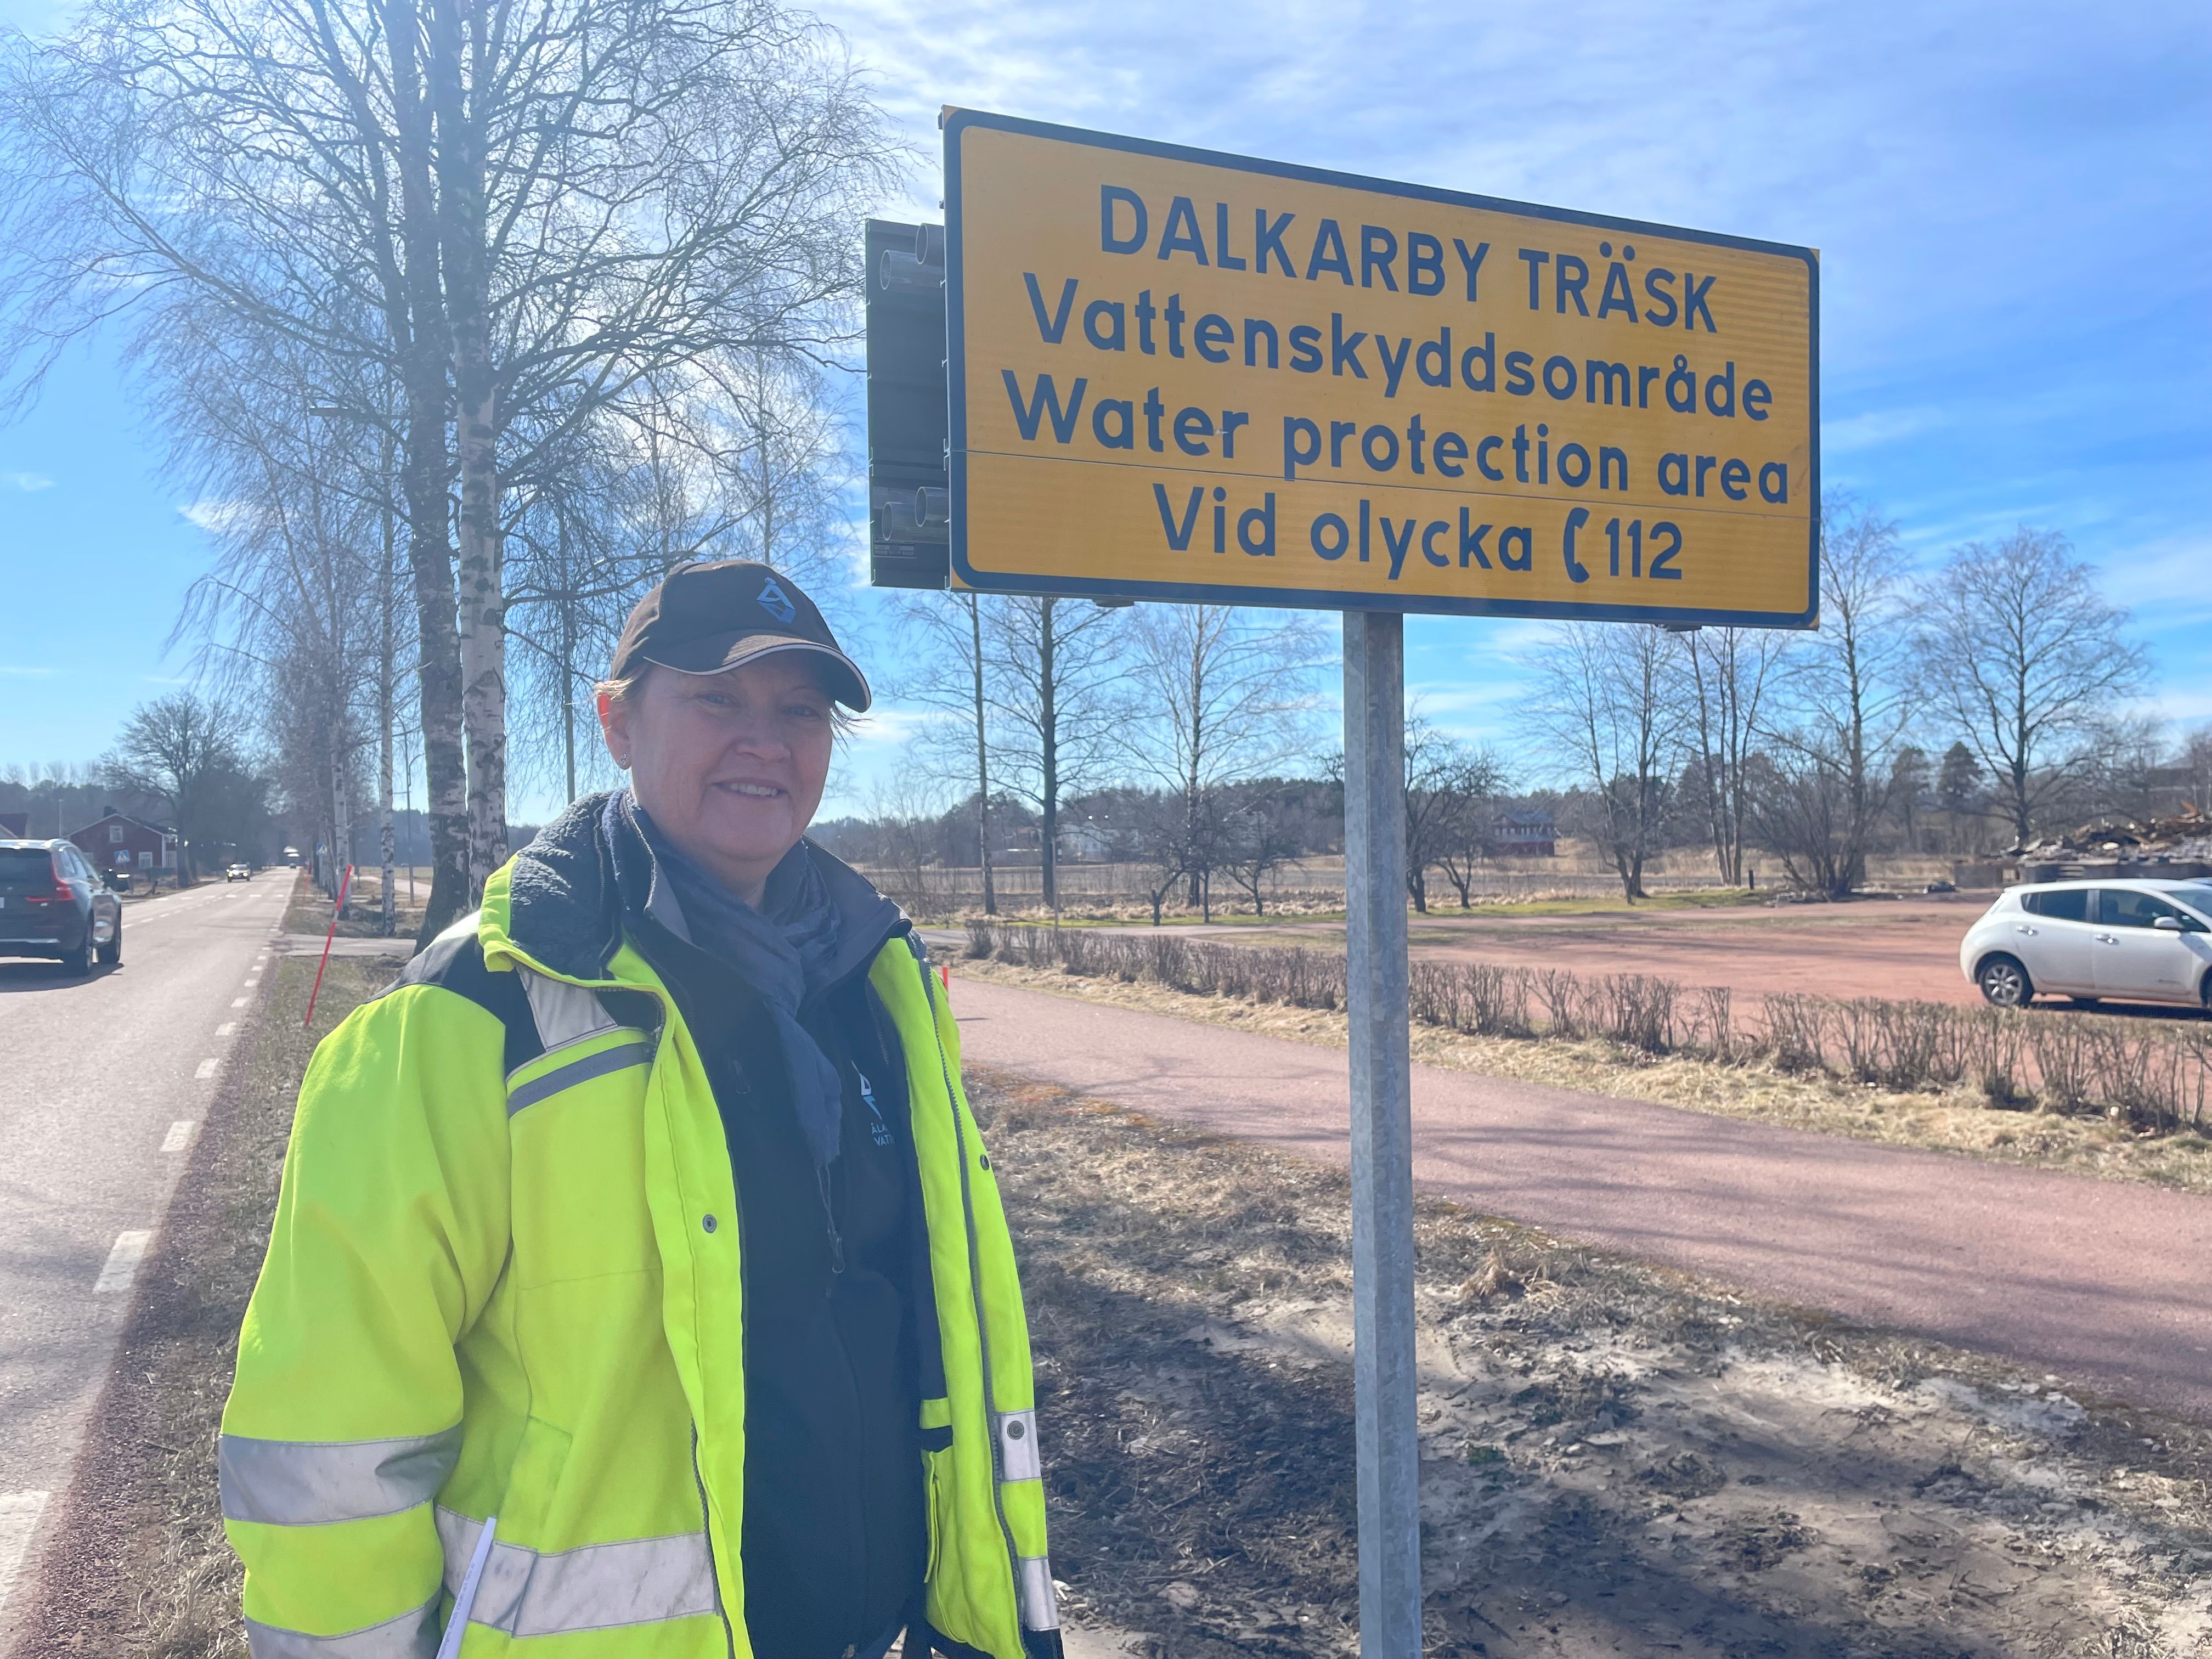 DALKARBY TRÄSK
Vattenskyddsområde
Water protection area
Vid olycka 112